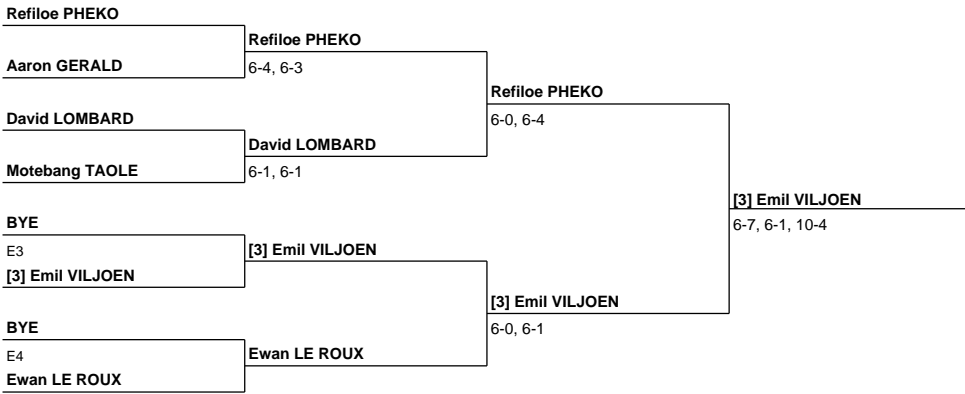 Refiloe PHEKO
Refiloe PHEKO
Aaron GERALD
6-4, 6-3
Refiloe PHEKO
David LOMBARD
6-0, 6-4
David LOMBARD
Motebang TAOLE
6-1, 6-1
[3] Emil VILJOEN
BYE
6-7, 6-1, 10-4
E3
[3] Emil VILJOEN
[3] Emil VILJOEN
[3] Emil VILJOEN
BYE
6-0, 6-1
E4
Ewan LE ROUX
Ewan LE ROUX